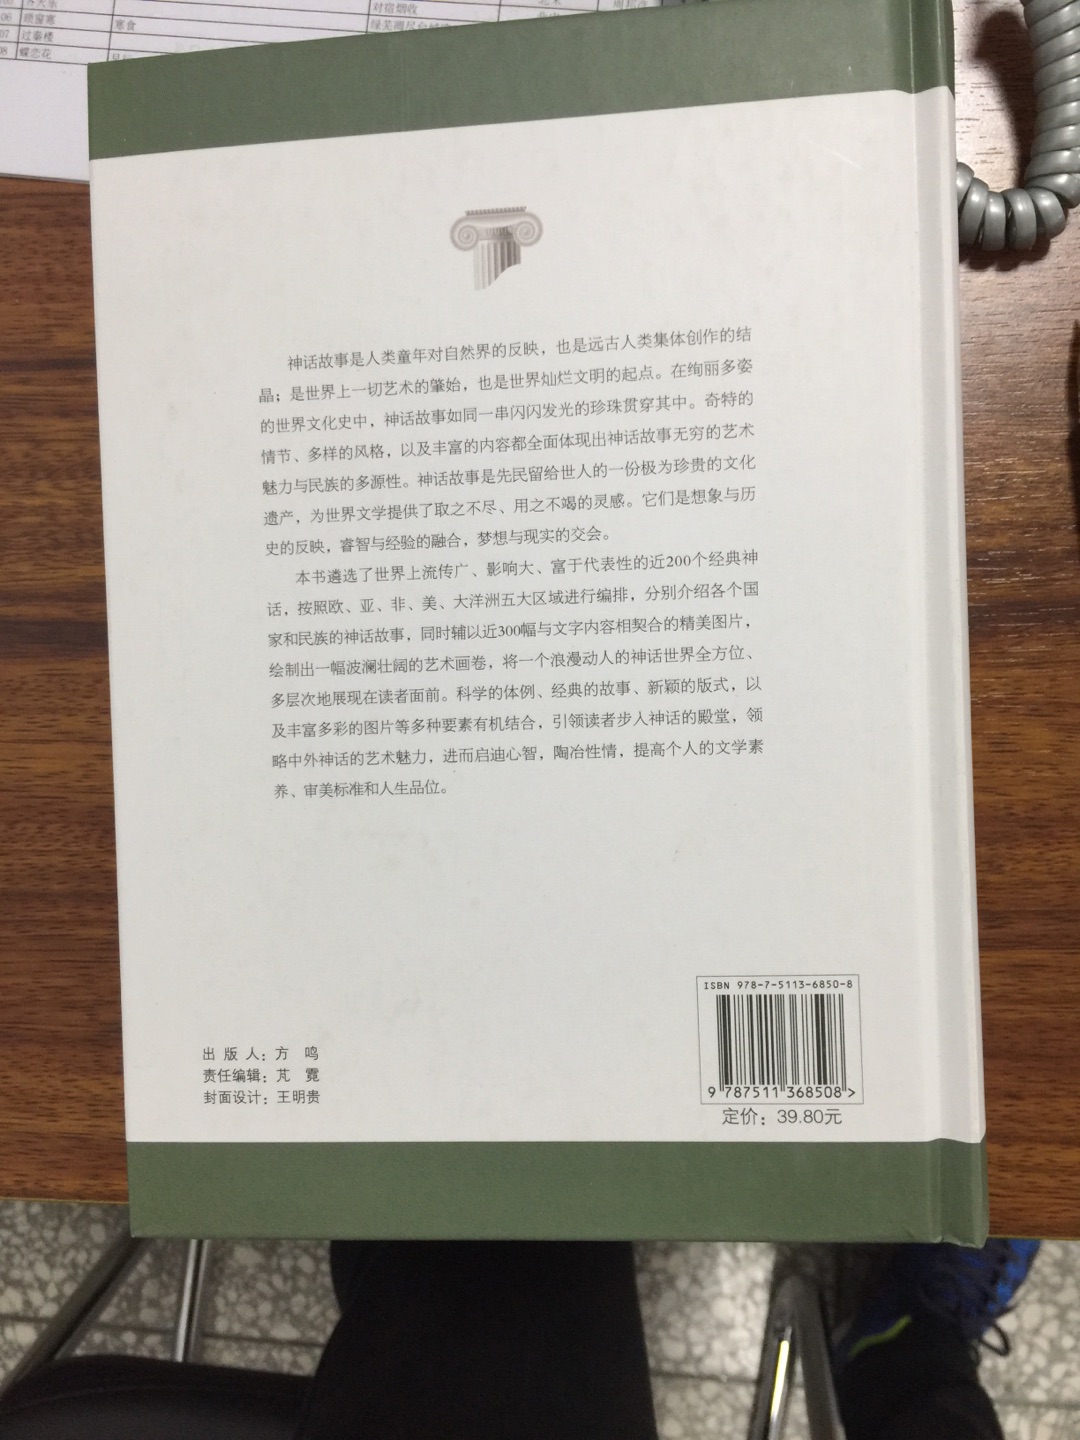 06 琐窗寒 寒食
07 过秦楼
08 蝶恋花
对宿烟收
神话故事是人类童年对自然界的反映，也是远古人类集体创作的结
晶；是世界上一切艺术的肇始，也是世界灿烂文明的起点。在绚丽多姿
的世界文化史中，神话故事如同一串闪闪发光的珍珠贯穿其中。奇特的
情节、多样的风格，以及丰富的内容都全面体现出神话故事无穷的艺术
魅力与民族的多源性。神话故事是先民留给世人的一份极为珍贵的文化
遗产，为世界文学提供了取之不尽、用之不竭的灵感。它们是想象与历
史的反映，睿智与经验的融合，梦想与现实的交会。
本书遴选了世界上流传广、影响大、富于代表性的近200个经典神
话，按照欧、亚、非、美、大洋洲五大区域进行编排，分别介绍各个国
家和民族的神话故事，同时辅以近300幅与文字内容相契合的精美图片，
绘制出一幅波澜壮阔的艺术画卷，将一个浪漫动人的神话世界全方位、
多层次地展现在读者面前。科学的体例、经典的故事、新颖的版式，以
及丰富多彩的图片等多种要素有机结合，引领读者步入神话的殿堂，领
略中外神话的艺术魅力，进而启迪心智，陶冶性情，提高个人的文学素
养、审美标准和人生品位。
出 版 人：方　鸣
责任编辑：芃　霓
封面设计：王明贵
ISBN 978-7-5113-6850-8
9 787511 368508 >
定价：39.80元